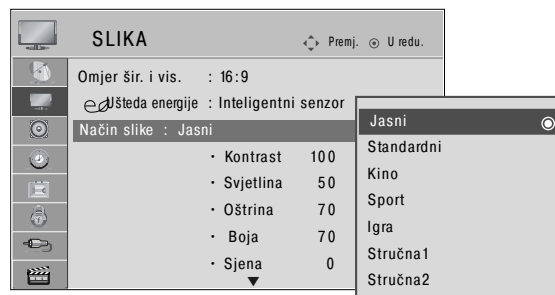 SLIKA
Premj.
U redu.
Omjer šir. i vis. : 16:9
Ušteda energije : Inteligentni senzor
Način slike : Jasni
• Kontrast 100
• Svjetlina 50
• Oštrina 70
• Boja 70
• Sjena 0
Jasni
Standardni
Kino
Sport
Igra
Stručna1
Stručna2